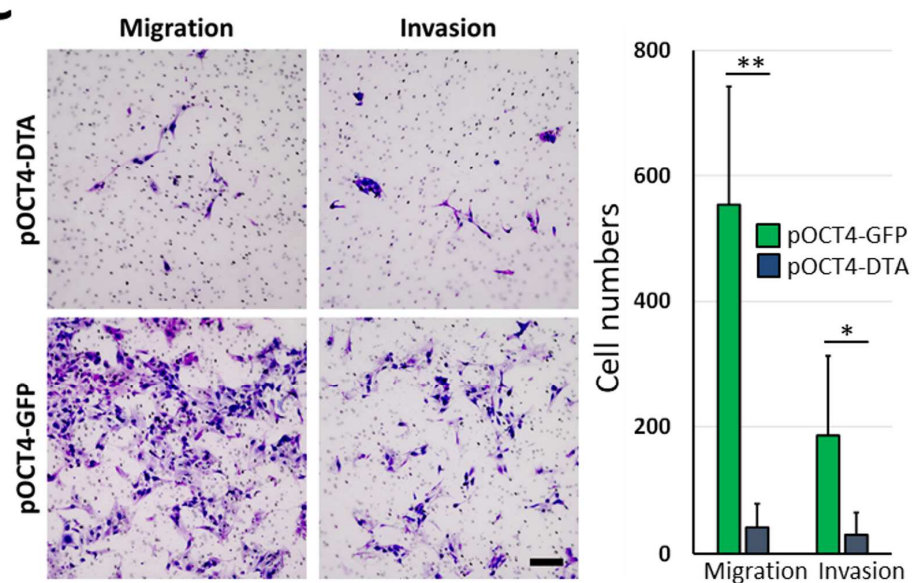 Migration
Invasion
pOCT4-DTA
pOCT4-GFP
Cell numbers
800
600
400
200
0
**
*
pOCT4-GFP
pOCT4-DTA
Migration
Invasion